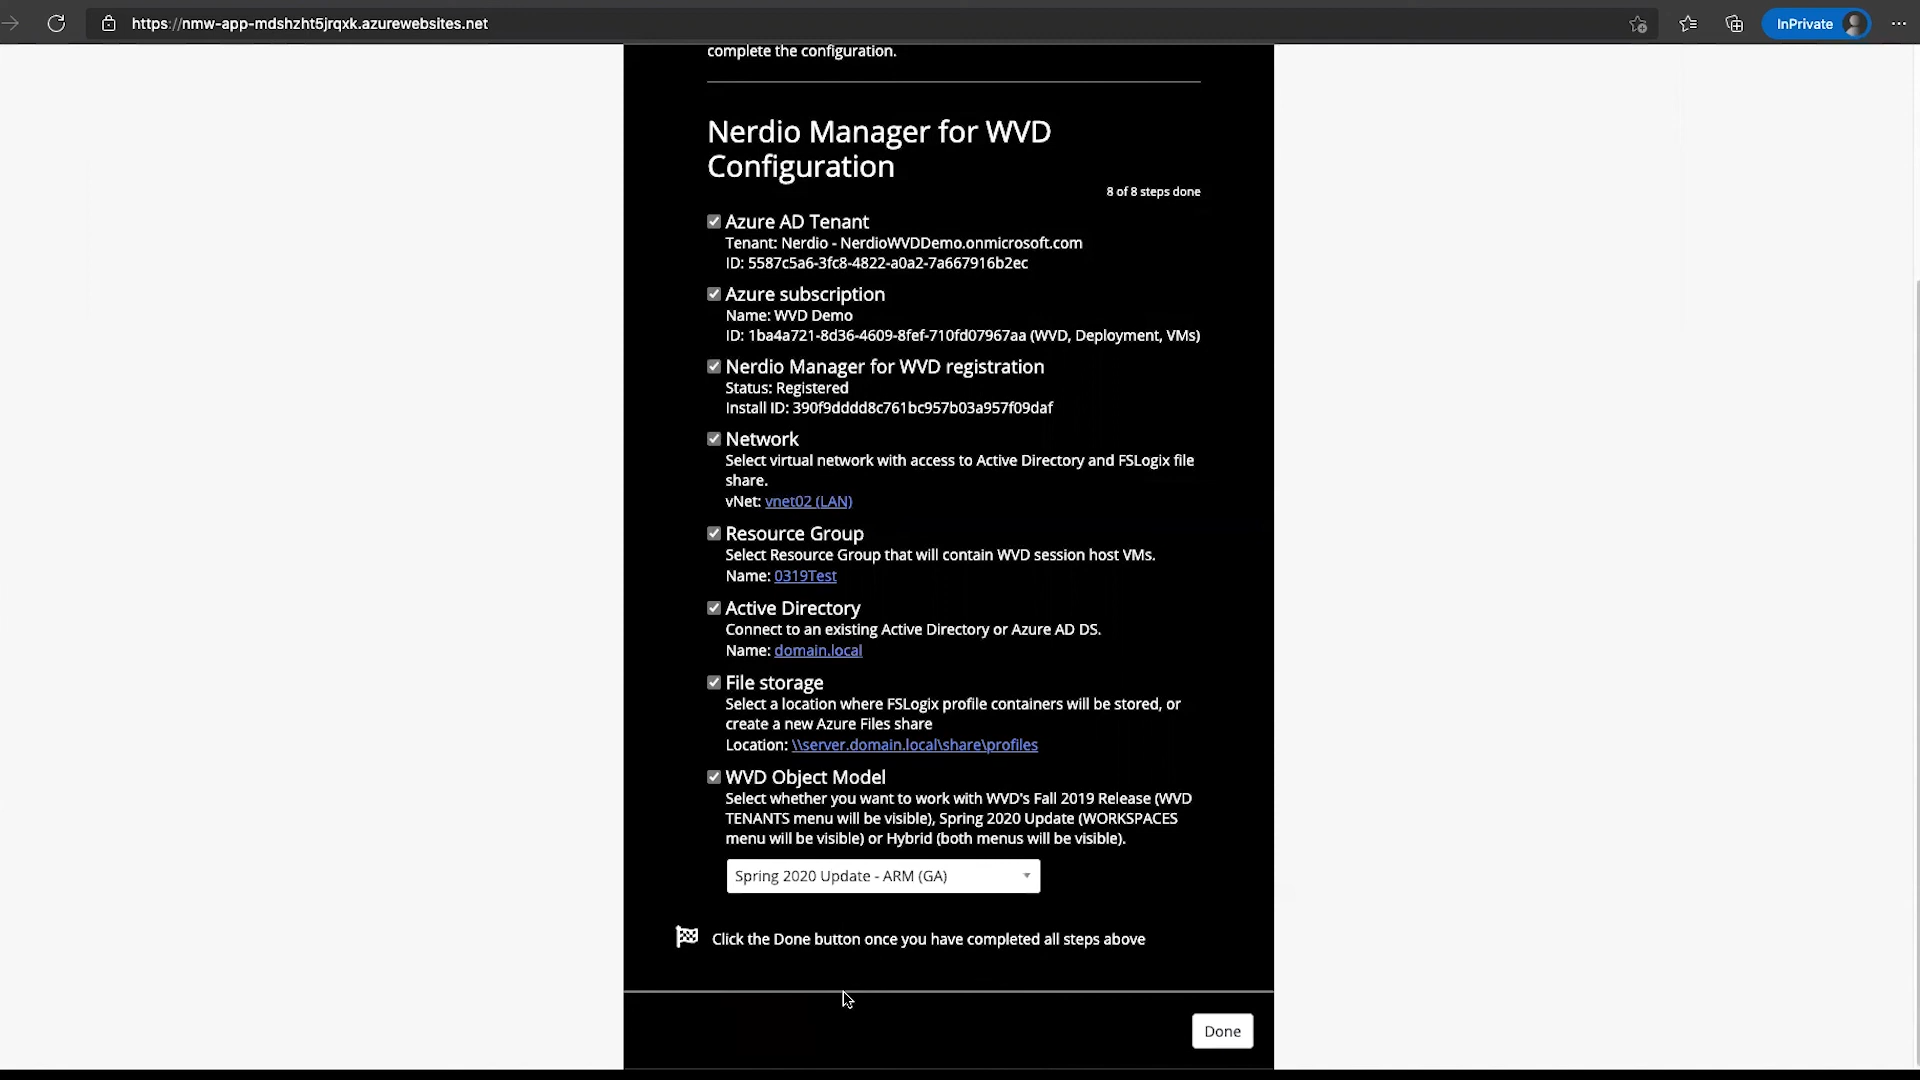 https://nmw-app-mdshzht5jrqxk.azurewebsites.net
InPrivate
complete the configuration.
Nerdio Manager for WVD
Configuration
8 of 8 steps done
Azure AD Tenant
Tenant: Nerdio - NerdioWVDDemo.onmicrosoft.com
ID: 5587c5a6-3fc8-4822-a0a2-7a667916b2ec
Azure subscription
Name: WVD Demo
ID: 1ba4a721-8d36-4609-8fef-710fd07967aa (WVD, Deployment, VMs)
Nerdio Manager for WVD registration
Status: Registered
Install ID: 390f9dddd8c761bc957b03a957f09daf
Network
Select virtual network with access to Active Directory and FSLogix file
share.
vNet: vnet02 (LAN)
Resource Group
Select Resource Group that will contain WVD session host VMs.
Name: 0319Test
Active Directory
Connect to an existing Active Directory or Azure AD DS.
Name: domain.local
File storage
Select a location where FSLogix profile containers will be stored, or
create a new Azure Files share
Location: \\server.domain.local\share\profiles
WVD Object Model
Select whether you want to work with WVD's Fall 2019 Release (WVD
TENANTS menu will be visible), Spring 2020 Update (WORKSPACES
menu will be visible) or Hybrid (both menus will be visible).
Spring 2020 Update - ARM (GA)
Click the Done button once you have completed all steps above
Done